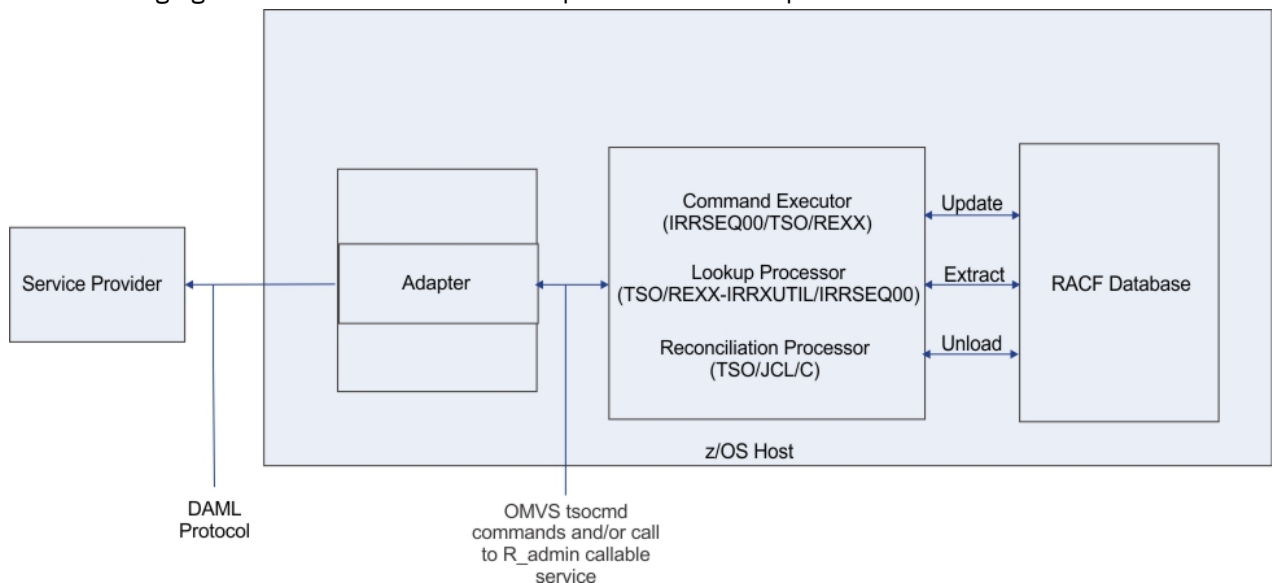 Command Executor
(IRRSEQ00/TSO/REXX)
Update
Service Provider
Adapter
Lookup Processor
(TSO/REXX-IRRXUTIL/IRRSEQ00)
Extract
RACF Database
Reconciliation Processor
(TSO/JCL/C)
Unload
z/OS Host
DAML
Protocol
OMVS tsocmd
commands and/or call
to R_admin callable
service